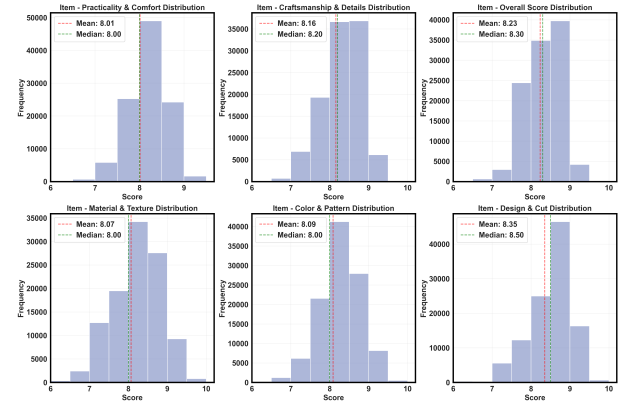 Item - Practicality & Comfort Distribution
Mean: 8.01
Median: 8.00
Frequency
50000
40000
30000
20000
10000
0
6 7 8 9
Score
Item - Craftsmanship & Details Distribution
Mean: 8.16
Median: 8.20
Frequency
35000
30000
25000
20000
15000
10000
5000
0
6 7 8 9 10
Score
Item - Overall Score Distribution
Mean: 8.23
Median: 8.30
Frequency
40000
35000
30000
25000
20000
15000
10000
5000
0
6 7 8 9 10
Score
Item - Material & Texture Distribution
Mean: 8.07
Median: 8.00
Frequency
35000
30000
25000
20000
15000
10000
5000
0
6 7 8 9 10
Score
Item - Color & Pattern Distribution
Mean: 8.09
Median: 8.00
Frequency
40000
35000
30000
25000
20000
15000
10000
5000
0
6 7 8 9 10
Score
Item - Design & Cut Distribution
Mean: 8.35
Median: 8.50
Frequency
40000
30000
20000
10000
0
6 7 8 9 10
Score